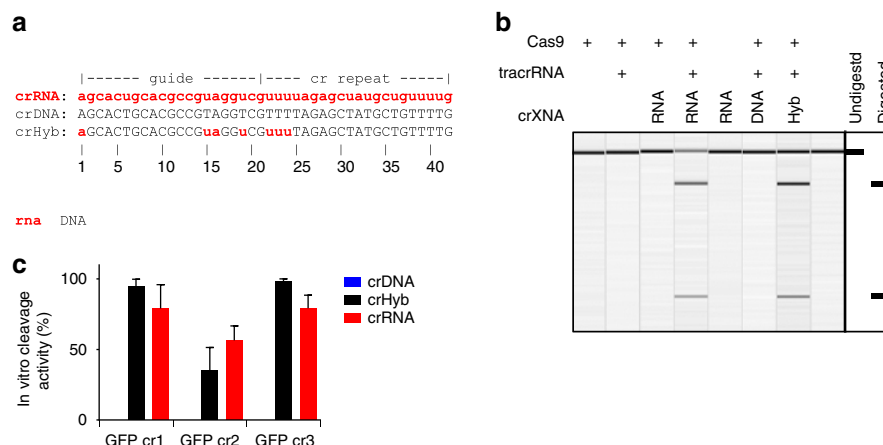 a
|------ guide ------|---- cr repeat -----|
crRNA: agcacugcacgccguaggucguuuuagagcuaugcuguuuug
crDNA: AGCACTGCACGCCGTAGGTCGTTTTAGAGCTATGCTGTTTTG
crHyb: aGCACTGCACGCCGuaGGuCGuuuTAGAGCTATGCTGTTTTG
1 5 10 15 20 25 30 35 40
rna DNA
b
Cas9 + + + + + +
tracrRNA + + + +
crXNA RNA RNA RNA DNA Hyb
Undigestd
Digested
c
In vitro cleavage activity (%)
100
50
0
crDNA
crHyb
crRNA
GFP cr1 GFP cr2 GFP cr3